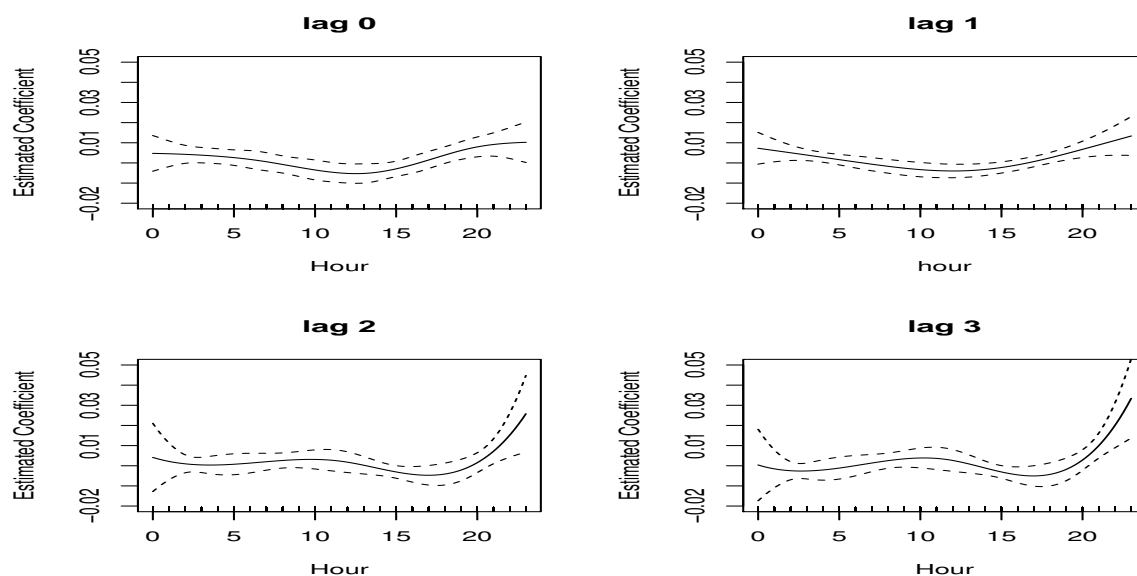 lag 0
Estimated Coefficient
-0.02 0.01 0.03 0.05
0 5 10 15 20
Hour
lag 1
Estimated Coefficient
-0.02 0.01 0.03 0.05
0 5 10 15 20
hour
lag 2
Estimated Coefficient
-0.02 0.01 0.03 0.05
0 5 10 15 20
Hour
lag 3
Estimated Coefficient
-0.02 0.01 0.03 0.05
0 5 10 15 20
Hour